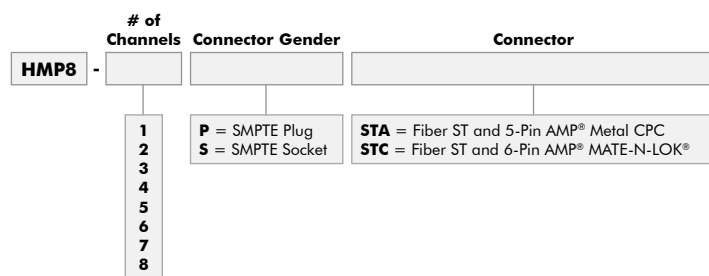 # of
Channels Connector Gender Connector
HMP8 -
1 P = SMPTE Plug STA = Fiber ST and 5-Pin AMP® Metal CPC
2 S = SMPTE Socket STC = Fiber ST and 6-Pin AMP® MATE-N-LOK®
3
4
5
6
7
8